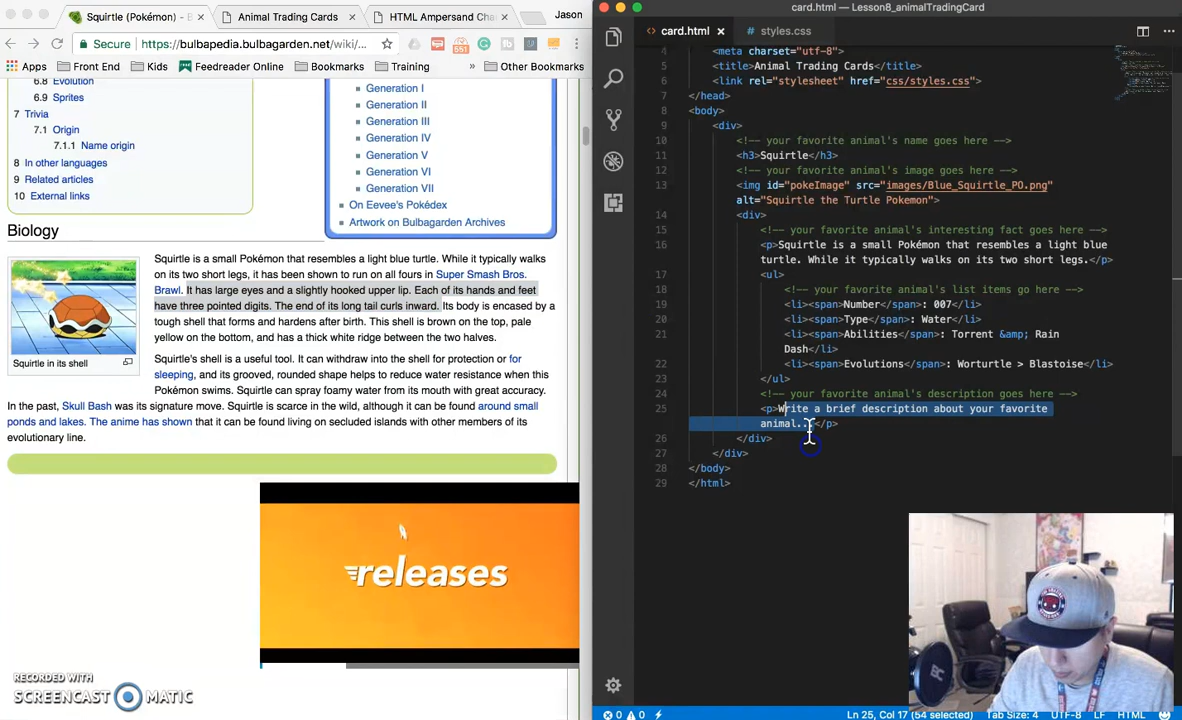 Squirtle (Pokémon) – B
Animal Trading Cards
HTML Ampersand Cha
Jason
Secure
https://bulbapedia.bulbagarden.net/wiki/...
551
Apps
Front End
Kids
Feedreader Online
Bookmarks
Training
»
Other Bookmarks
6.8 Evolution
6.9 Sprites
7 Trivia
7.1 Origin
7.1.1 Name origin
8 In other languages
9 Related articles
10 External links
Generation I
Generation II
Generation III
Generation IV
Generation V
Generation VI
Generation VII
On Eevee's Pokédex
Artwork on Bulbagarden Archives
Biology
Squirtle in its shell
Squirtle is a small Pokémon that resembles a light blue turtle. While it typically walks
on its two short legs, it has been shown to run on all fours in Super Smash Bros.
Brawl. It has large eyes and a slightly hooked upper lip. Each of its hands and feet
have three pointed digits. The end of its long tail curls inward. Its body is encased by a
tough shell that forms and hardens after birth. This shell is brown on the top, pale
yellow on the bottom, and has a thick white ridge between the two halves.
Squirtle's shell is a useful tool. It can withdraw into the shell for protection or for
sleeping, and its grooved, rounded shape helps to reduce water resistance when this
Pokémon swims. Squirtle can spray foamy water from its mouth with great accuracy.
In the past, Skull Bash was its signature move. Squirtle is scarce in the wild, although it can be found around small
ponds and lakes. The anime has shown that it can be found living on secluded islands with other members of its
evolutionary line.
releases
RECORDED WITH
SCREENCAST MATIC
card.html — Lesson8_animalTradingCard
card.html
styles.css
4 <meta charset="utf-8">
5 <title>Animal Trading Cards</title>
6 <link rel="stylesheet" href="css/styles.css">
7 </head>
8 <body>
9 <div>
10 <!-- your favorite animal's name goes here -->
11 <h3>Squirtle</h3>
12 <!-- your favorite animal's image goes here -->
13 <img id="pokeImage" src="images/Blue_Squirtle_PO.png"
alt="Squirtle the Turtle Pokemon">
14 <div>
15 <!-- your favorite animal's interesting fact goes here -->
16 <p>Squirtle is a small Pokémon that resembles a light blue
turtle. While it typically walks on its two short legs.</p>
17 <ul>
18 <!-- your favorite animal's list items go here -->
19 <li><span>Number</span>: 007</li>
20 <li><span>Type</span>: Water</li>
21 <li><span>Abilities</span>: Torrent &amp; Rain
Dash</li>
22 <li><span>Evolutions</span>: Worturtle > Blastoise</li>
23 </ul>
24 <!-- your favorite animal's description goes here -->
25 <p>Write a brief description about your favorite
animal...</p>
26 </div>
27 </div>
28 </body>
29 </html>
0 0
Ln 25, Col 17 (54 selected)
Tab Size: 4
UTF-8
LF
HTML